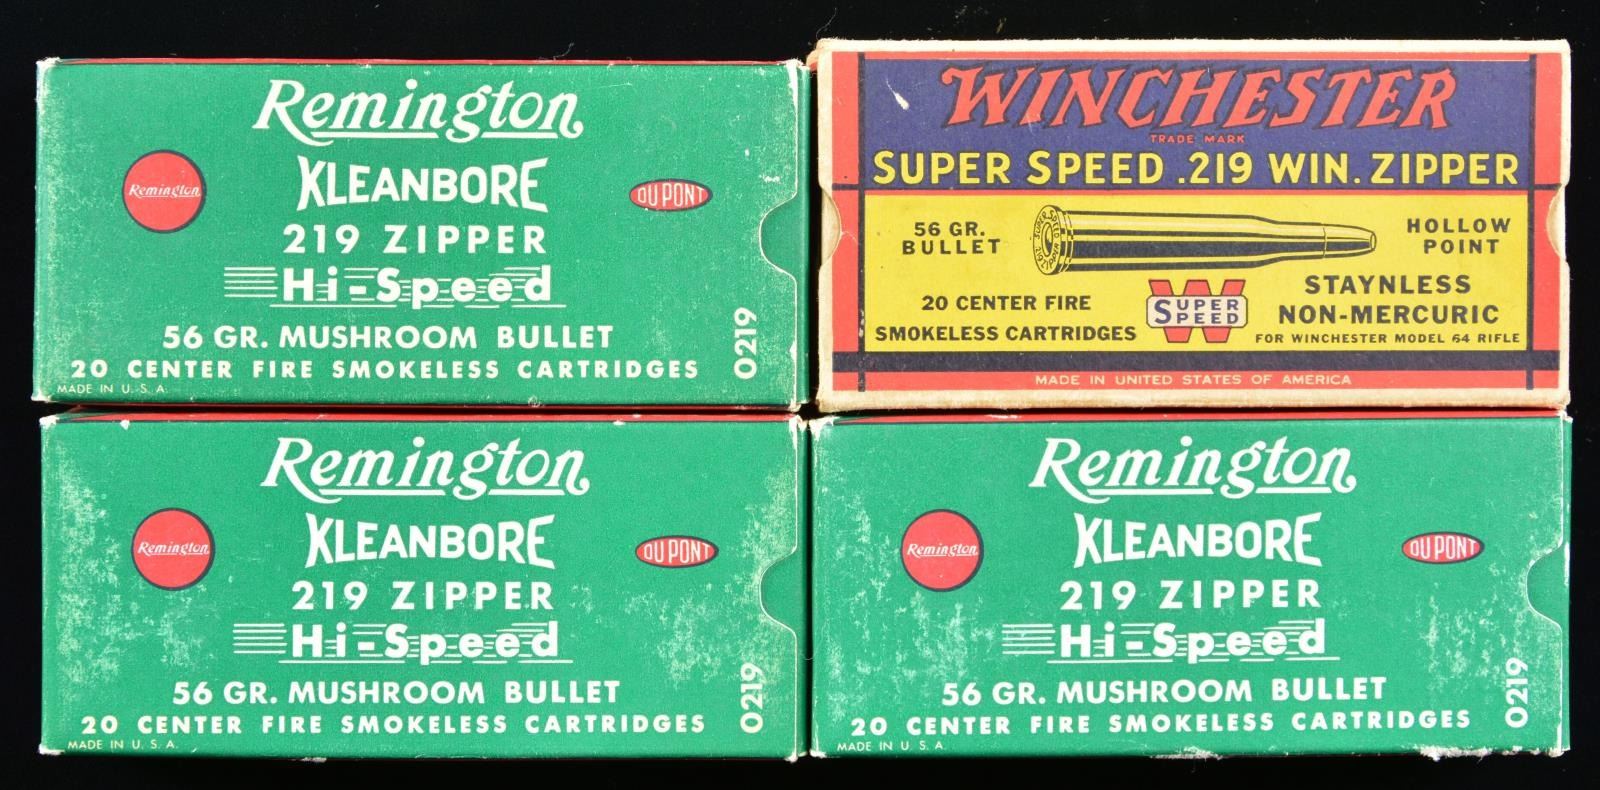 Remington
KLEANBORE
Remington
DU PONT
219 ZIPPER
Hi-Speed
56 GR. MUSHROOM BULLET
20 CENTER FIRE SMOKELESS CARTRIDGES
0219
MADE IN U.S.A.
WINCHESTER
TRADE MARK
SUPER SPEED .219 WIN. ZIPPER
56 GR.
BULLET
SUPER SPEED
219 ZIPPER
HOLLOW
POINT
20 CENTER FIRE
SMOKELESS CARTRIDGES
SUPER
SPEED
STAYNLESS
NON-MERCURIC
FOR WINCHESTER MODEL 64 RIFLE
MADE IN UNITED STATES OF AMERICA
Remington
KLEANBORE
Remington
DU PONT
219 ZIPPER
Hi-Speed
56 GR. MUSHROOM BULLET
20 CENTER FIRE SMOKELESS CARTRIDGES
0219
MADE IN U.S.A.
Remington
KLEANBORE
Remington
DU PONT
219 ZIPPER
Hi-Speed
56 GR. MUSHROOM BULLET
20 CENTER FIRE SMOKELESS CARTRIDGES
0219
MADE IN U.S.A.